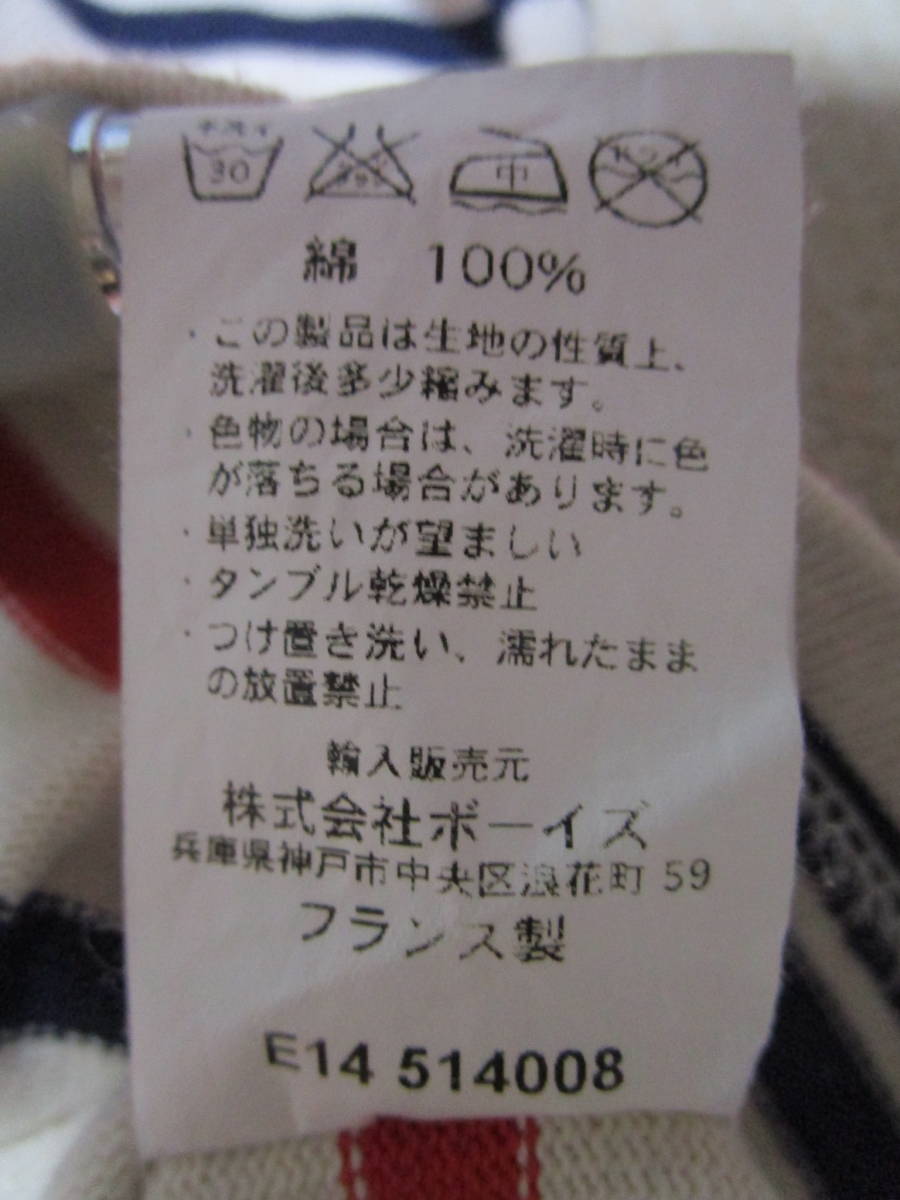 手洗イ
30
中
綿 100%
・この製品は生地の性質上、
洗濯後多少縮みます。
・色物の場合は、洗濯時に色
が落ちる場合があります。
・単独洗いが望ましい
・タンブル乾燥禁止
・つけ置き洗い、濡れたまま
の放置禁止
輸入販売元
株式会社ボーイズ
兵庫県神戸市中央区浪花町 59
フランス製
E14 514008